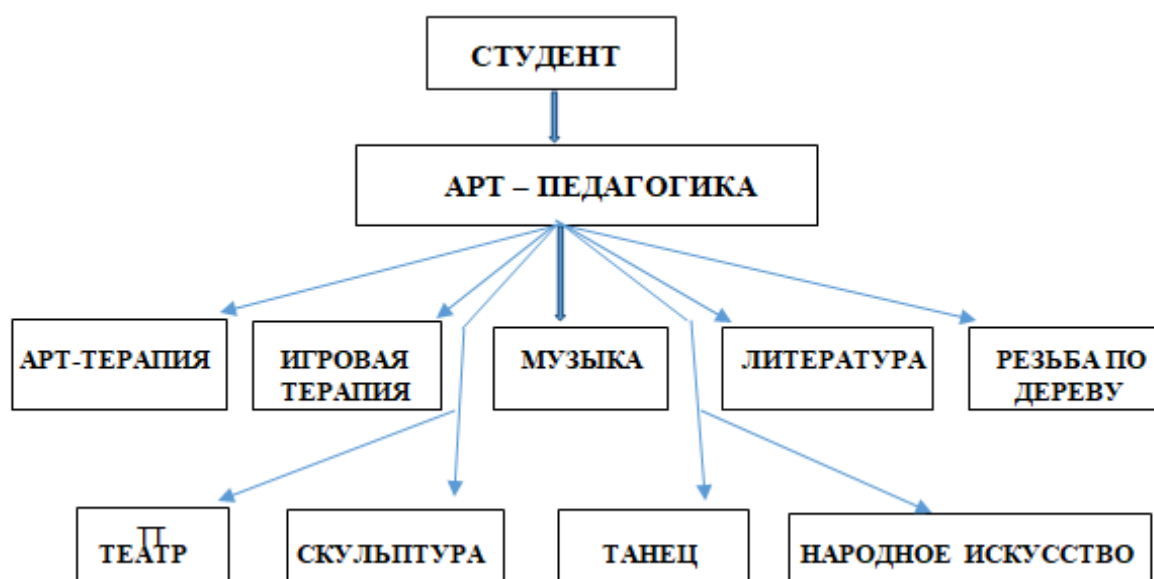 СТУДЕНТ
АРТ – ПЕДАГОГИКА
АРТ-ТЕРАПИЯ
ИГРОВАЯ
ТЕРАПИЯ
МУЗЫКА
ЛИТЕРАТУРА
РЕЗЬБА ПО
ДЕРЕВУ
П
ТЕАТР
СКУЛЬПТУРА
ТАНЕЦ
НАРОДНОЕ ИСКУССТВО